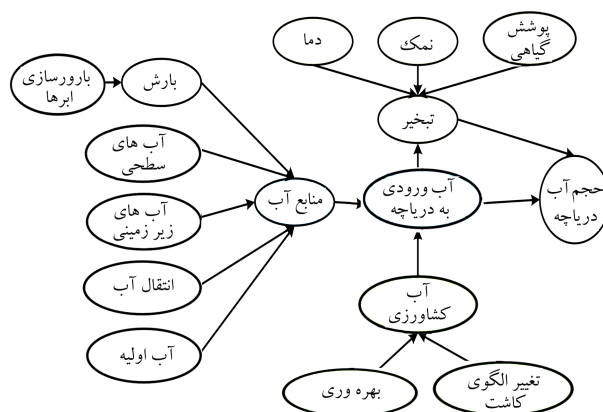 پوشش
گیاهی
نمک
دما
بارورسازی
ابرها
بارش
تبخیر
آب های
سطحی
حجم آب
دریاچه
آب ورودی
به دریاچه
منابع آب
آب های
زیر زمینی
انتقال آب
آب
کشاورزی
آب اولیه
تغییر الگوی
کاشت
بهره وری